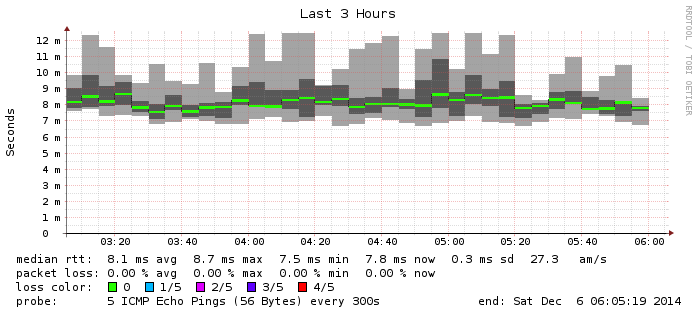 Last 3 Hours
RRDTOOL / TOBI OETIKER
Seconds
12 m
11 m
10 m
9 m
8 m
7 m
6 m
5 m
4 m
3 m
2 m
1 m
0
03:20 03:40 04:00 04:20 04:40 05:00 05:20 05:40 06:00
median rtt: 8.1 ms avg 8.7 ms max 7.5 ms min 7.8 ms now 0.3 ms sd 27.3 am/s
packet loss: 0.00 % avg 0.00 % max 0.00 % min 0.00 % now
loss color: 0 1/5 2/5 3/5 4/5
probe: 5 ICMP Echo Pings (56 Bytes) every 300s end: Sat Dec 6 06:05:19 2014